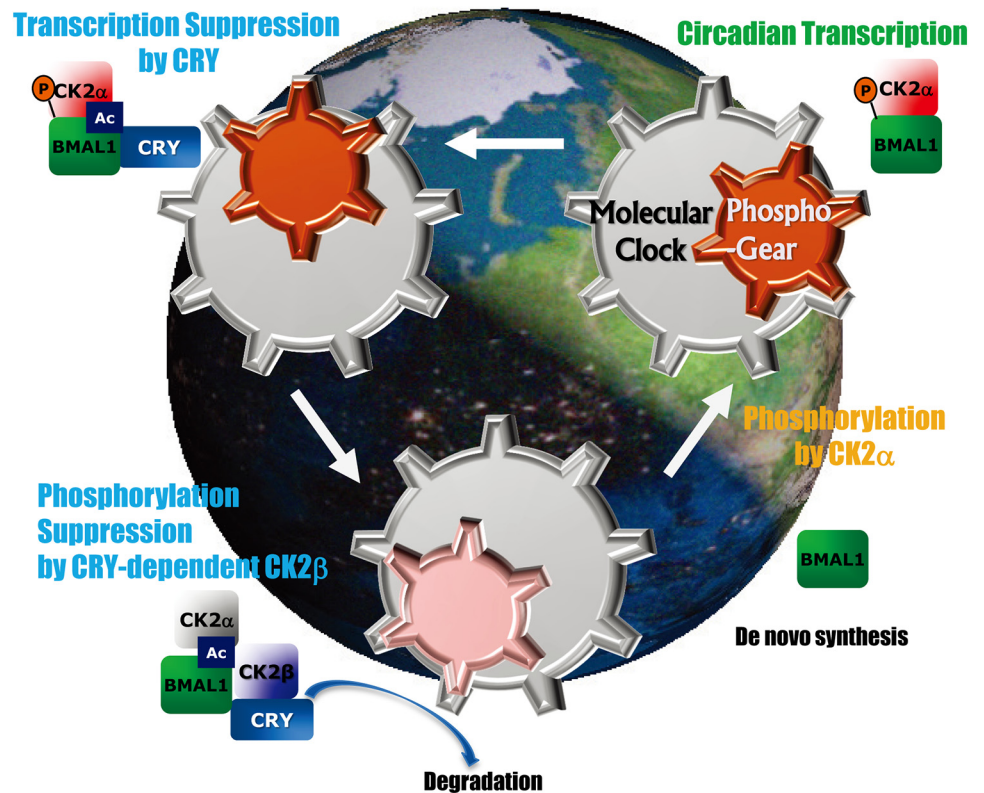 Transcription Suppression
by CRY
P
CK2α
Ac
BMAL1
CRY
Circadian Transcription
P
CK2α
BMAL1
Molecular
Clock
Phospho
-Gear
Phosphorylation
by CK2α
Phosphorylation
Suppression
by CRY-dependent CK2β
CK2α
Ac
BMAL1
CK2β
CRY
BMAL1
De novo synthesis
Degradation